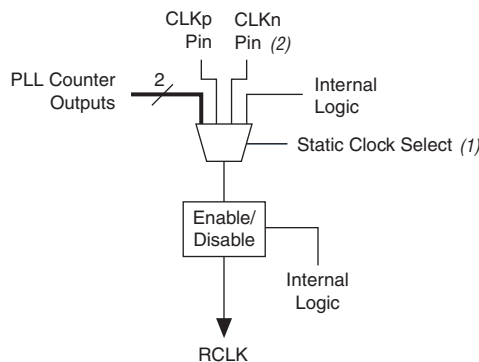 CLKp
Pin
CLKn
Pin (2)
PLL Counter
Outputs
2
Internal
Logic
Static Clock Select (1)
Enable/
Disable
Internal
Logic
RCLK